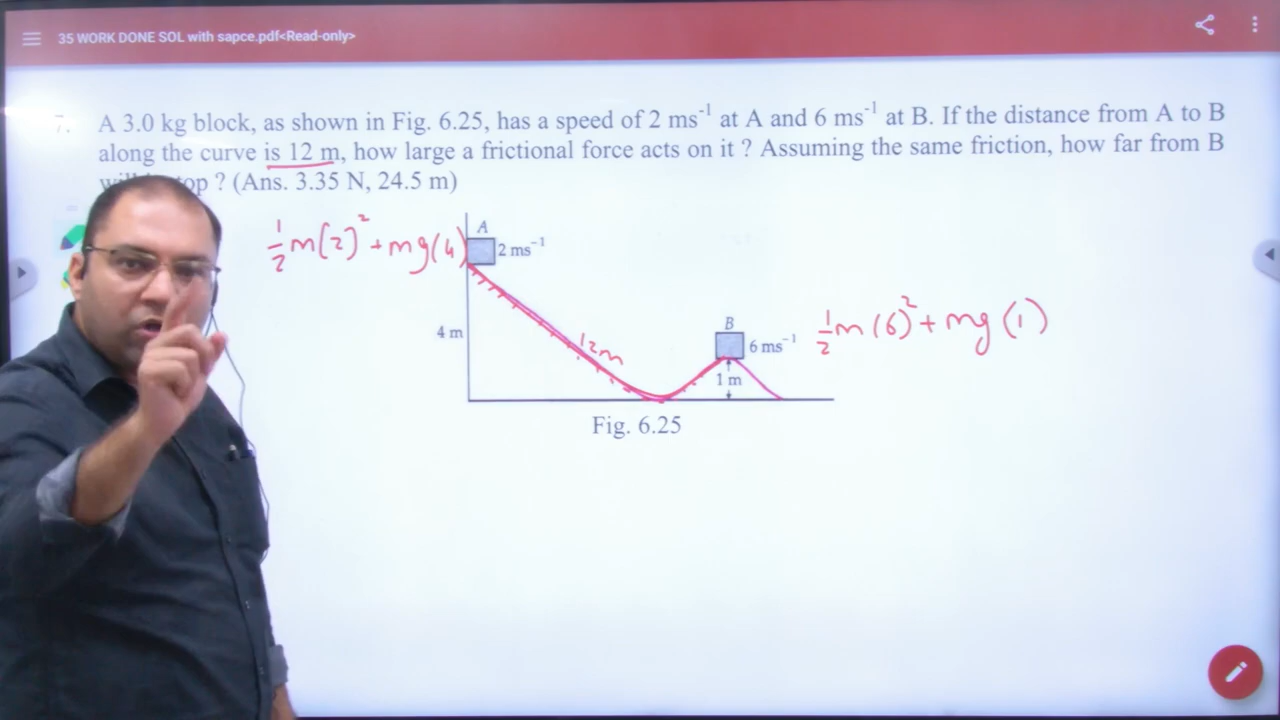 35 WORK DONE SOL with sapce.pdf<Read-only>
7. A 3.0 kg block, as shown in Fig. 6.25, has a speed of 2 ms⁻¹ at A and 6 ms⁻¹ at B. If the distance from A to B
along the curve is 12 m, how large a frictional force acts on it ? Assuming the same friction, how far from B
? (Ans. 3.35 N, 24.5 m)
½m(2)² + mg(4)
A
2 ms⁻¹
4 m
12m
B
6 ms⁻¹
½m(6)² + mg(1)
1 m
Fig. 6.25